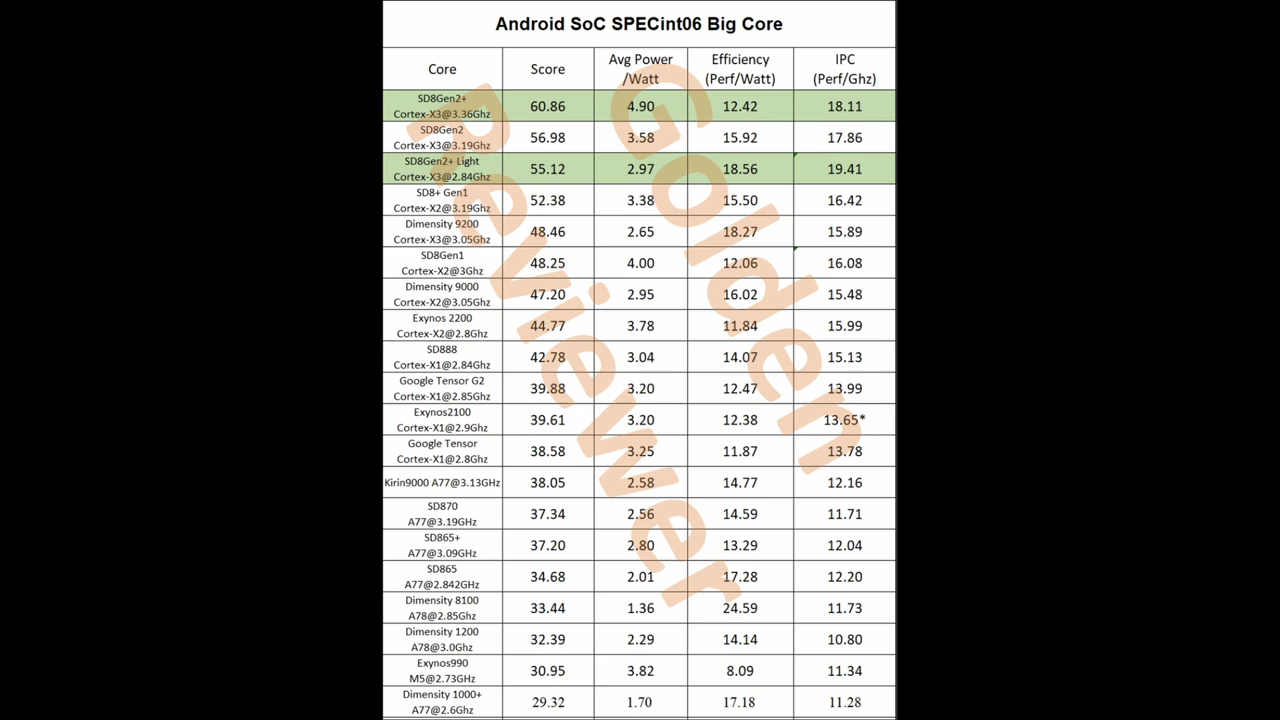 Android SoC SPECint06 Big Core
Core Score Avg Power /Watt Efficiency (Perf/Watt) IPC (Perf/Ghz)
SD8Gen2+ Cortex-X3@3.36Ghz 60.86 4.90 12.42 18.11
SD8Gen2 Cortex-X3@3.19Ghz 56.98 3.58 15.92 17.86
SD8Gen2+ Light Cortex-X3@2.84Ghz 55.12 2.97 18.56 19.41
SD8+ Gen1 Cortex-X2@3.19Ghz 52.38 3.38 15.50 16.42
Dimensity 9200 Cortex-X3@3.05Ghz 48.46 2.65 18.27 15.89
SD8Gen1 Cortex-X2@3Ghz 48.25 4.00 12.06 16.08
Dimensity 9000 Cortex-X2@3.05Ghz 47.20 2.95 16.02 15.48
Exynos 2200 Cortex-X2@2.8Ghz 44.77 3.78 11.84 15.99
SD888 Cortex-X1@2.84Ghz 42.78 3.04 14.07 15.13
Google Tensor G2 Cortex-X1@2.85Ghz 39.88 3.20 12.47 13.99
Exynos2100 Cortex-X1@2.9Ghz 39.61 3.20 12.38 13.65*
Google Tensor Cortex-X1@2.8Ghz 38.58 3.25 11.87 13.78
Kirin9000 A77@3.13GHz 38.05 2.58 14.77 12.16
SD870 A77@3.19GHz 37.34 2.56 14.59 11.71
SD865+ A77@3.09GHz 37.20 2.80 13.29 12.04
SD865 A77@2.842GHz 34.68 2.01 17.28 12.20
Dimensity 8100 A78@2.85Ghz 33.44 1.36 24.59 11.73
Dimensity 1200 A78@3.0Ghz 32.39 2.29 14.14 10.80
Exynos990 M5@2.73GHz 30.95 3.82 8.09 11.34
Dimensity 1000+ A77@2.6Ghz 29.32 1.70 17.18 11.28
Golden
Reviewer